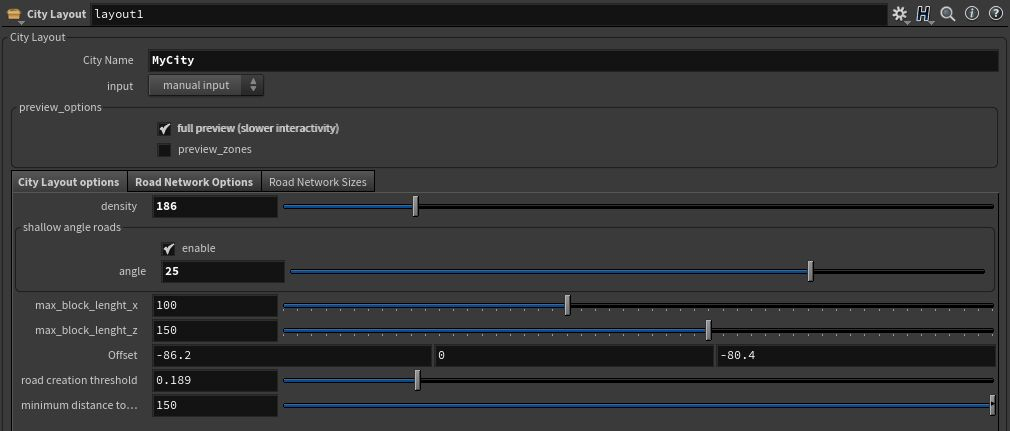 City Layout layout1
City Layout
City Name MyCity
input manual input
preview_options
full preview (slower interactivity)
preview_zones
City Layout options Road Network Options Road Network Sizes
density 186
shallow angle roads
enable
angle 25
max_block_lenght_x 100
max_block_lenght_z 150
Offset -86.2 0 -80.4
road creation threshold 0.189
minimum distance to... 150